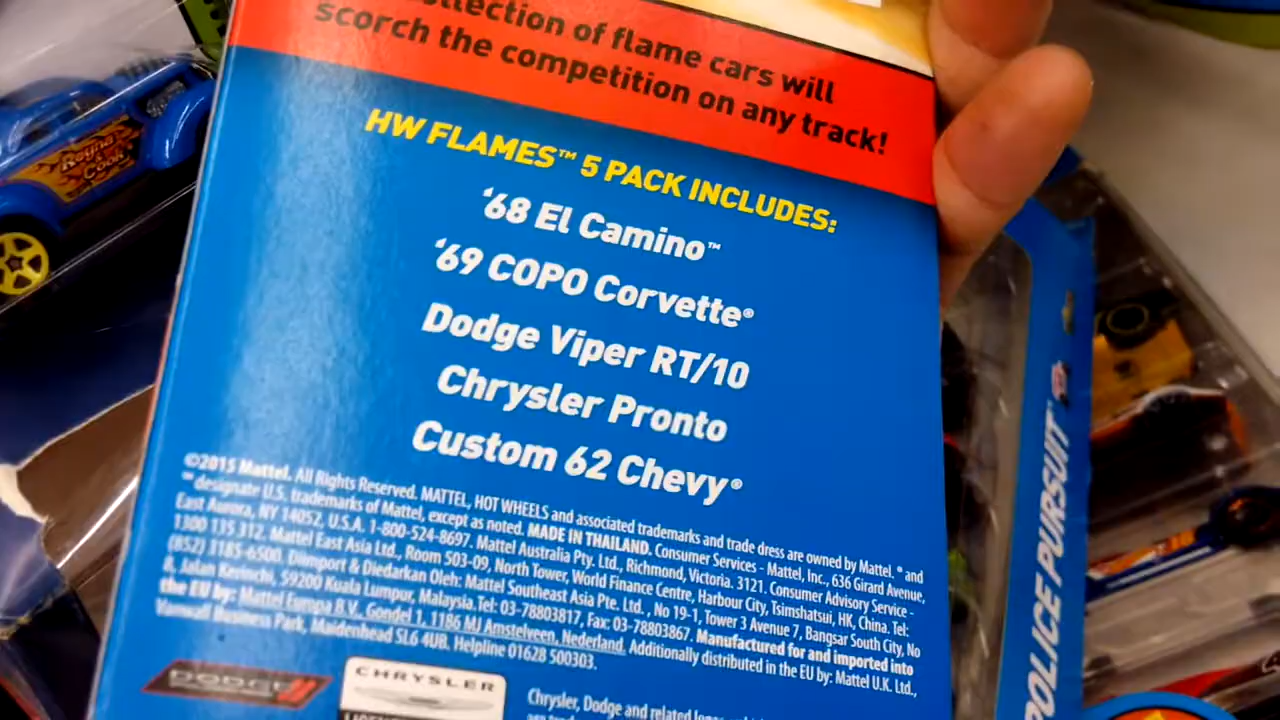 collection of flame cars will
scorch the competition on any track!
HW FLAMES™ 5 PACK INCLUDES:
'68 El Camino™
'69 COPO Corvette®
Dodge Viper RT/10
Chrysler Pronto
Custom 62 Chevy®
©2015 Mattel. All Rights Reserved. MATTEL, HOT WHEELS and associated trademarks and trade dress are owned by Mattel. ® and
™ designate U.S. trademarks of Mattel, except as noted. MADE IN THAILAND. Consumer Services - Mattel, Inc., 636 Girard Avenue,
East Aurora, NY 14052, U.S.A. 1-800-524-8697. Mattel Australia Pty. Ltd., Richmond, Victoria. 3121. Consumer Advisory Service -
1300 135 312. Mattel East Asia Ltd., Room 503-09, North Tower, World Finance Centre, Harbour City, Tsimshatsui, HK, China. Tel:
(852) 3185-6500. Diimport & Diedarkan Oleh: Mattel Southeast Asia Pte. Ltd., No 19-1, Tower 3 Avenue 7, Bangsar South City, No
8, Jalan Kerinchi, 59200 Kuala Lumpur, Malaysia. Tel: 03-78803817, Fax: 03-78803867. Manufactured for and imported into
the EU by: Mattel Europa B.V., Gondel 1, 1186 MJ Amstelveen, Nederland. Additionally distributed in the EU by: Mattel U.K. Ltd.,
Vanwall Business Park, Maidenhead SL6 4UB. Helpline 01628 500303.
DODGE
CHRYSLER
Chrysler, Dodge and related
POLICE PURSUIT